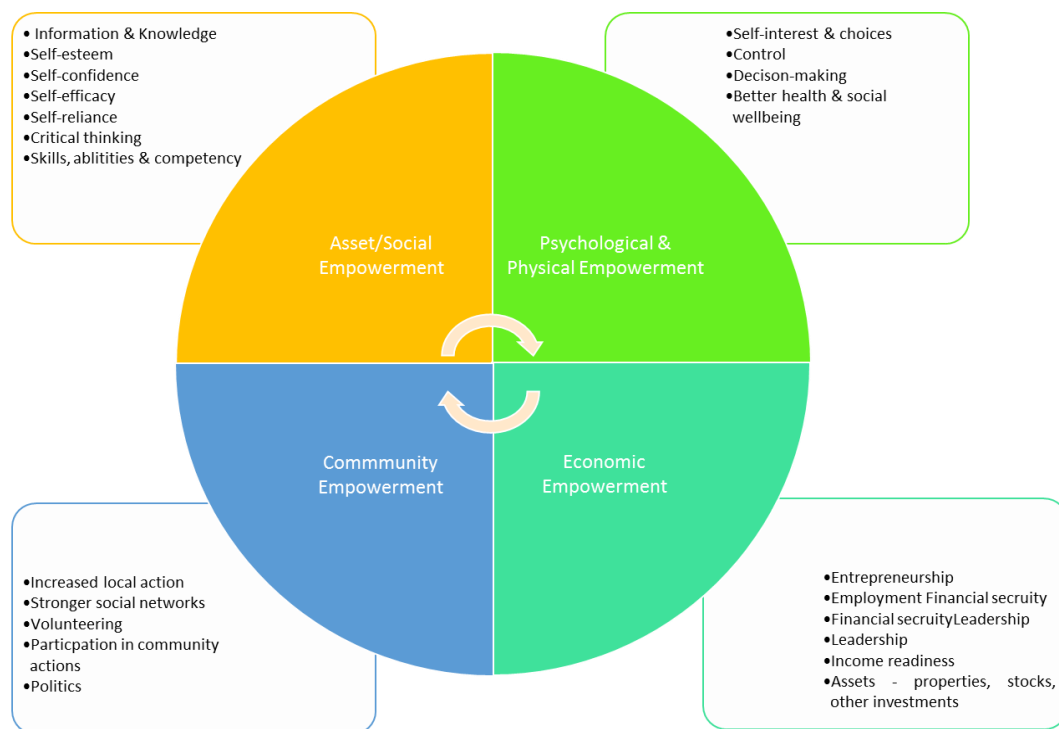 • Information & Knowledge
•Self-esteem
•Self-confidence
•Self-efficacy
•Self-reliance
•Critical thinking
•Skills, ablitities & competency
•Self-interest & choices
•Control
•Decison-making
•Better health & social
wellbeing
Asset/Social
Empowerment
Psychological &
Physical Empowerment
Commmunity
Empowerment
Economic
Empowerment
•Increased local action
•Stronger social networks
•Volunteering
•Particpation in community
actions
•Politics
•Entrepreneurship
•Employment Financial secruity
•Financial secruityLeadership
•Leadership
•Income readiness
•Assets - properties, stocks,
other investments